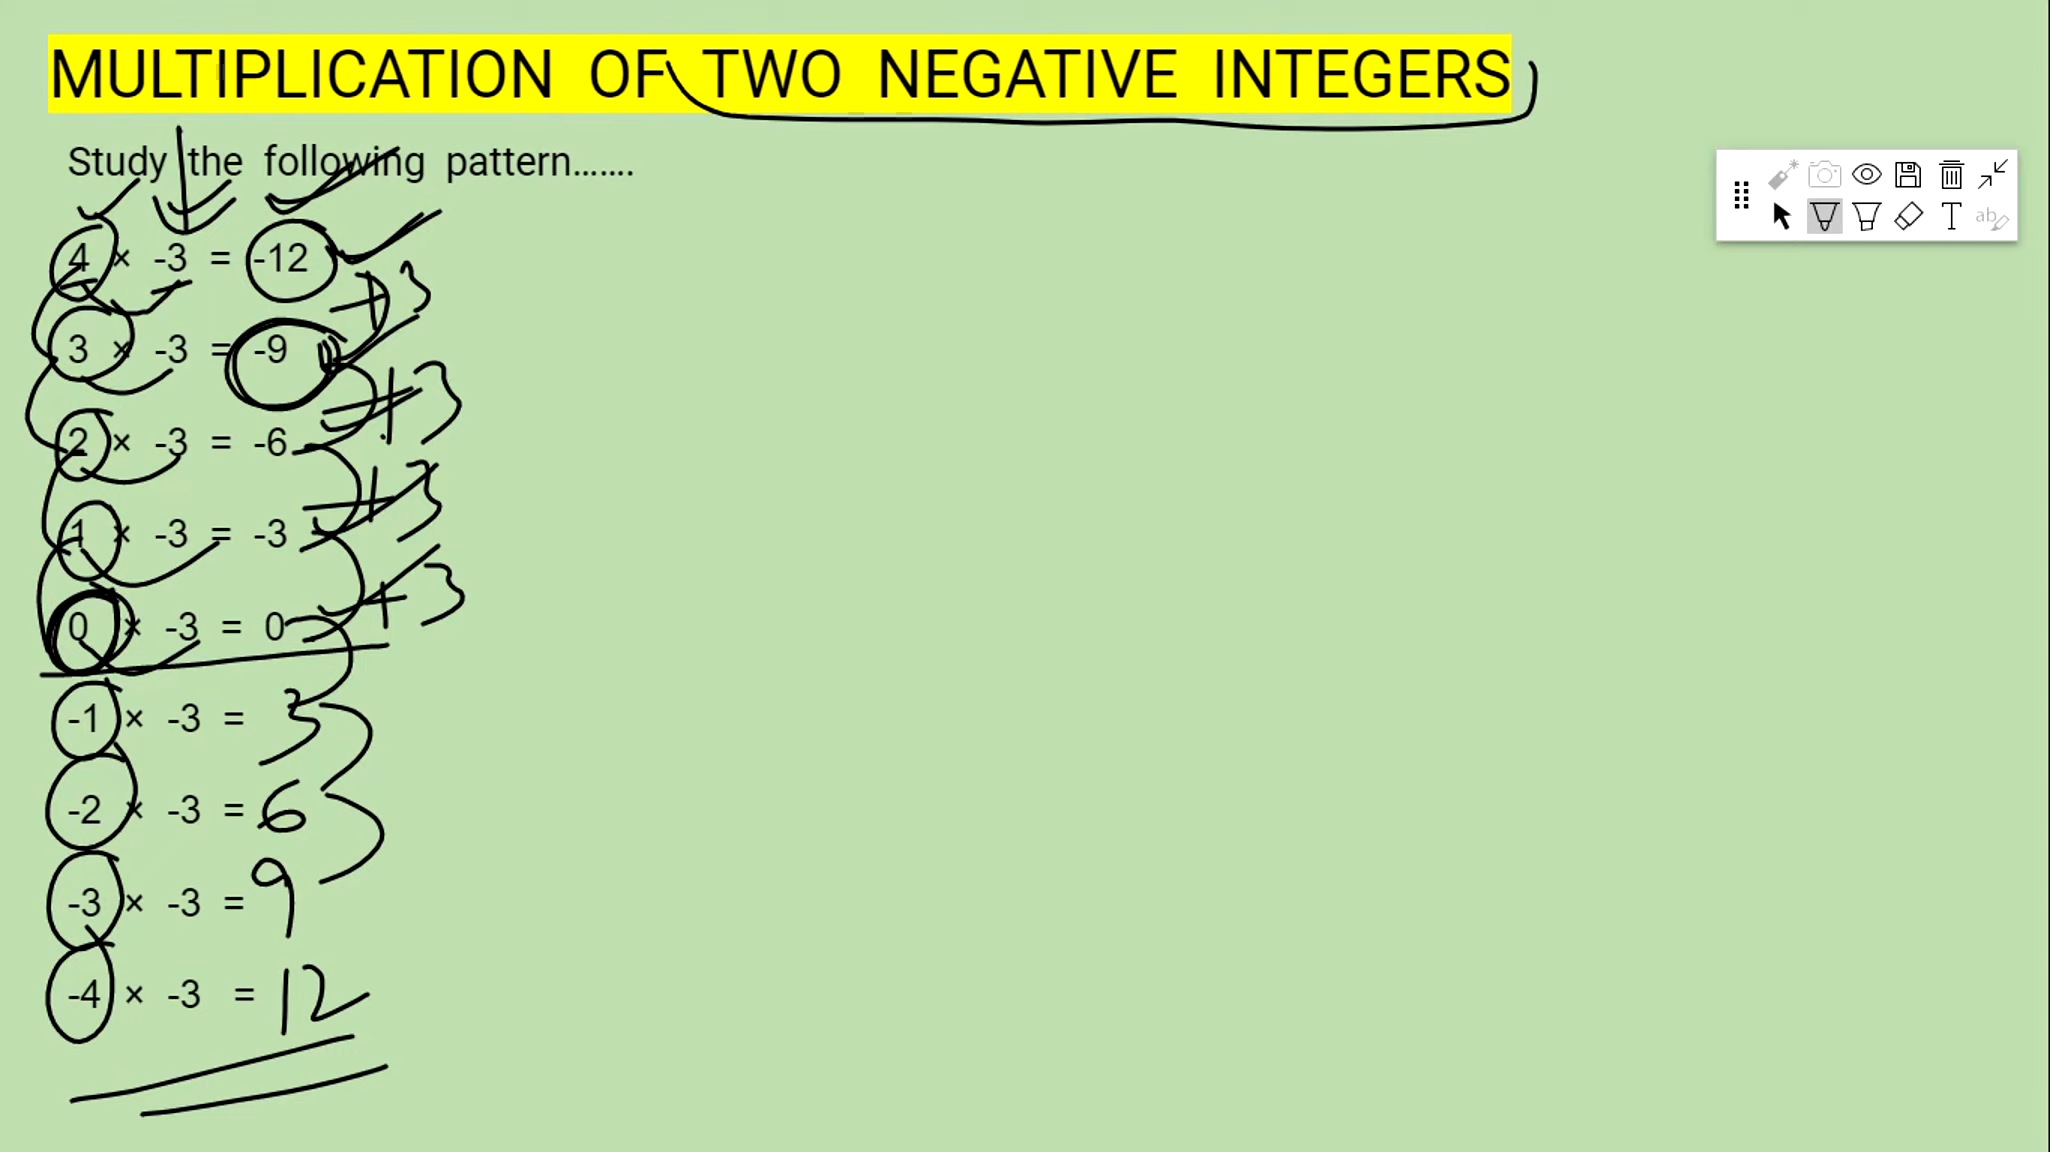 MULTIPLICATION OF TWO NEGATIVE INTEGERS
Study the following pattern.......
4 × -3 = -12
+3
3 × -3 = -9
+3
2 × -3 = -6
+3
1 × -3 = -3
+3
0 × -3 = 0
-1 × -3 = 3
-2 × -3 = 6
-3 × -3 = 9
-4 × -3 = 12
T
ab